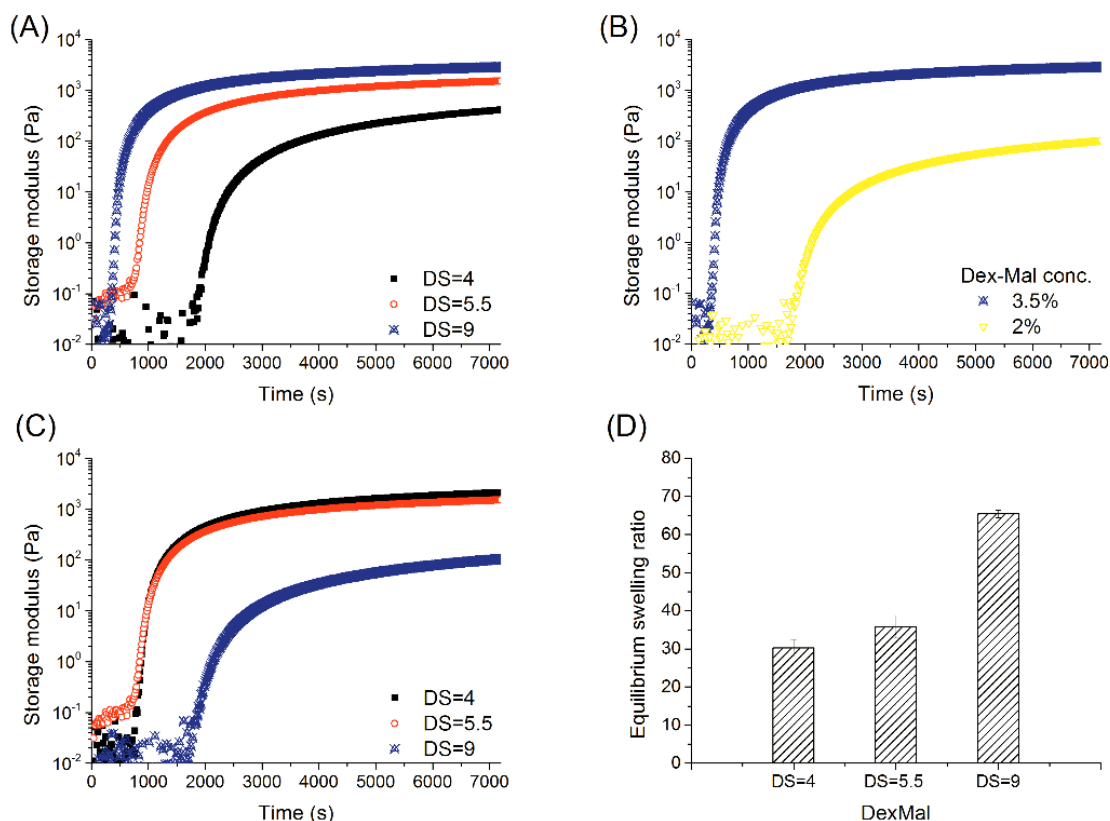 (A)
Storage modulus (Pa)
10^4
10^3
10^2
10^1
10^0
10^-1
10^-2
DS=4
DS=5.5
DS=9
0 1000 2000 3000 4000 5000 6000 7000
Time (s)
(B)
Storage modulus (Pa)
10^4
10^3
10^2
10^1
10^0
10^-1
10^-2
Dex-Mal conc.
3.5%
2%
0 1000 2000 3000 4000 5000 6000 7000
Time (s)
(C)
Storage modulus (Pa)
10^4
10^3
10^2
10^1
10^0
10^-1
10^-2
DS=4
DS=5.5
DS=9
0 1000 2000 3000 4000 5000 6000 7000
Time (s)
(D)
Equilibrium swelling ratio
80
70
60
50
40
30
20
10
0
DS=4 DS=5.5 DS=9
DexMal